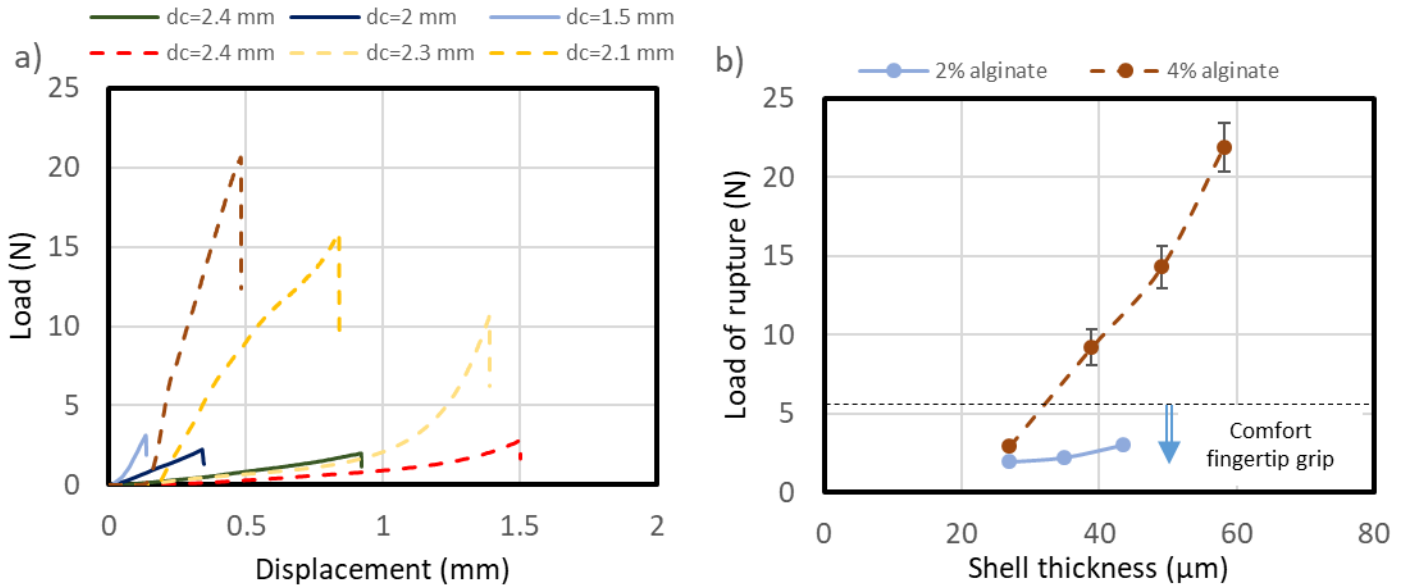 dc=2.4 mm dc=2 mm dc=1.5 mm
dc=2.4 mm dc=2.3 mm dc=2.1 mm
a)
25
20
15
10
5
0
Load (N)
0 0.5 1 1.5 2
Displacement (mm)
b)
2% alginate 4% alginate
25
20
15
10
5
0
Load of rupture (N)
Comfort
fingertip grip
0 20 40 60 80
Shell thickness (μm)